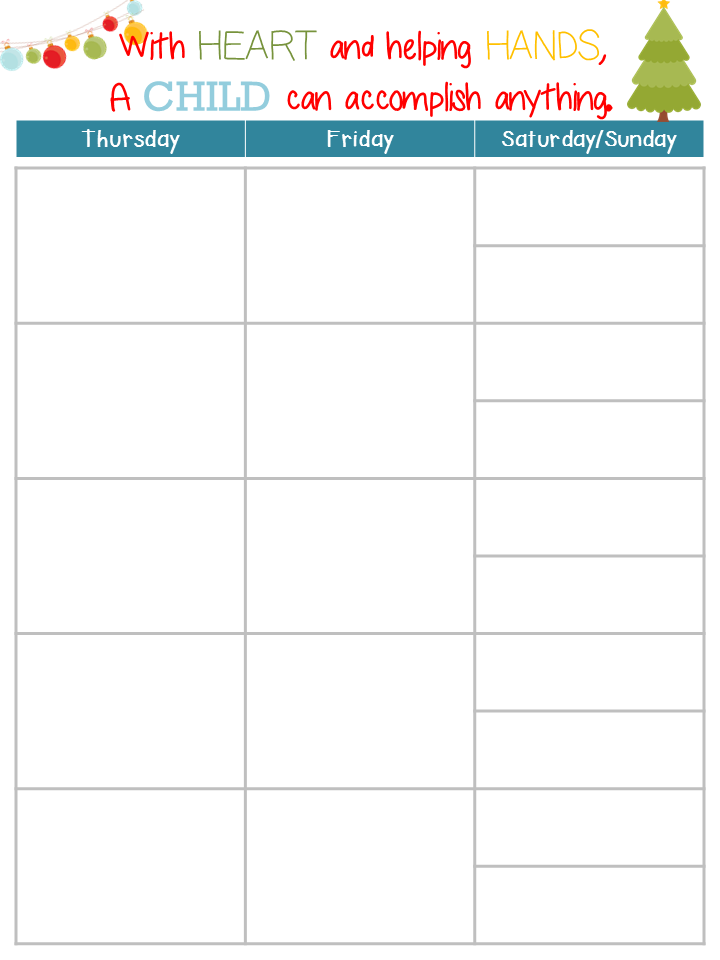 With HEART and helping HANDS,
A CHILD can accomplish anything.
Thursday Friday Saturday/Sunday